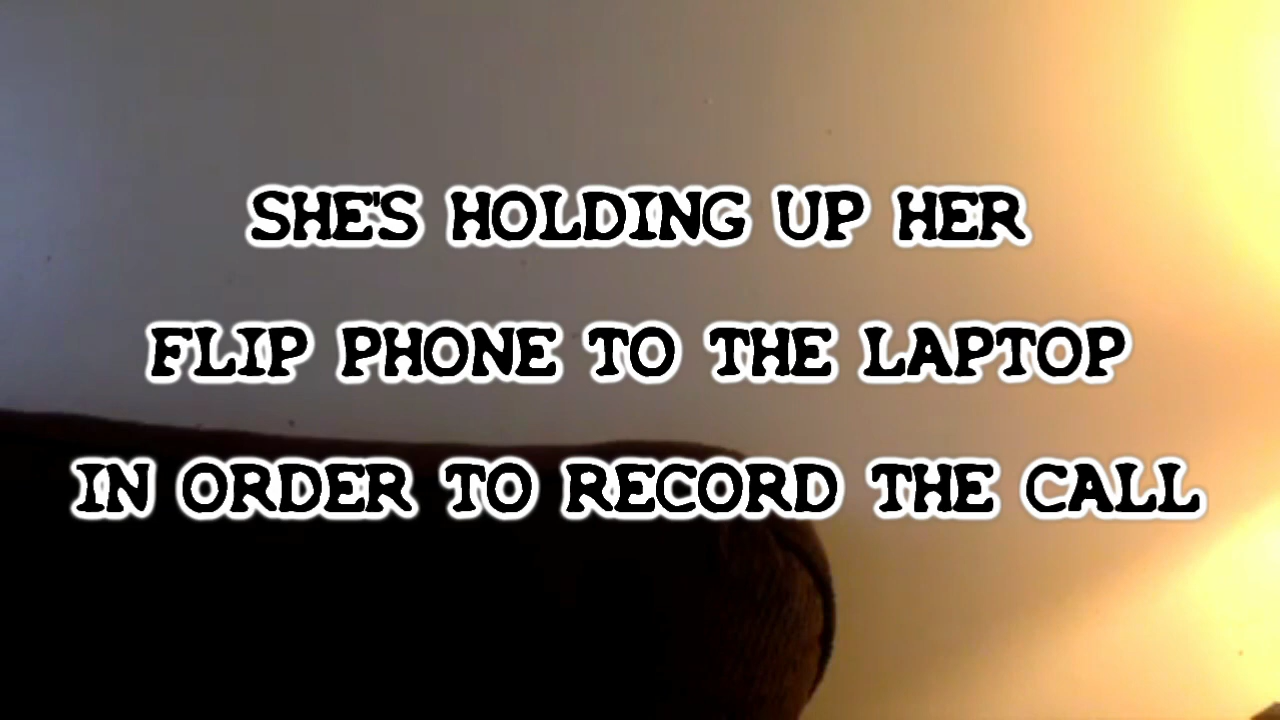 SHE'S HOLDING UP HER
FLIP PHONE TO THE LAPTOP
IN ORDER TO RECORD THE CALL